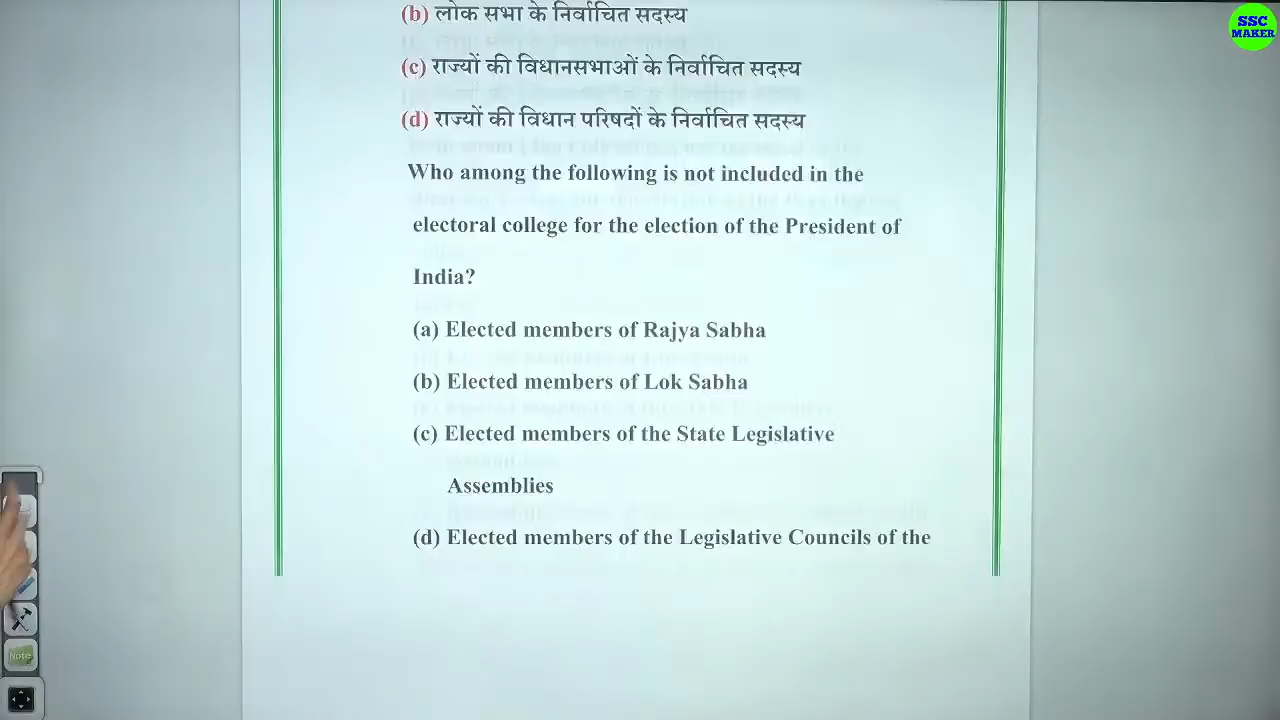 SSC
MAKER
(b) लोक सभा के निर्वाचित सदस्य
(c) राज्यों की विधानसभाओं के निर्वाचित सदस्य
(d) राज्यों की विधान परिषदों के निर्वाचित सदस्य
Who among the following is not included in the
electoral college for the election of the President of
India?
(a) Elected members of Rajya Sabha
(b) Elected members of Lok Sabha
(c) Elected members of the State Legislative
Assemblies
(d) Elected members of the Legislative Councils of the
Note